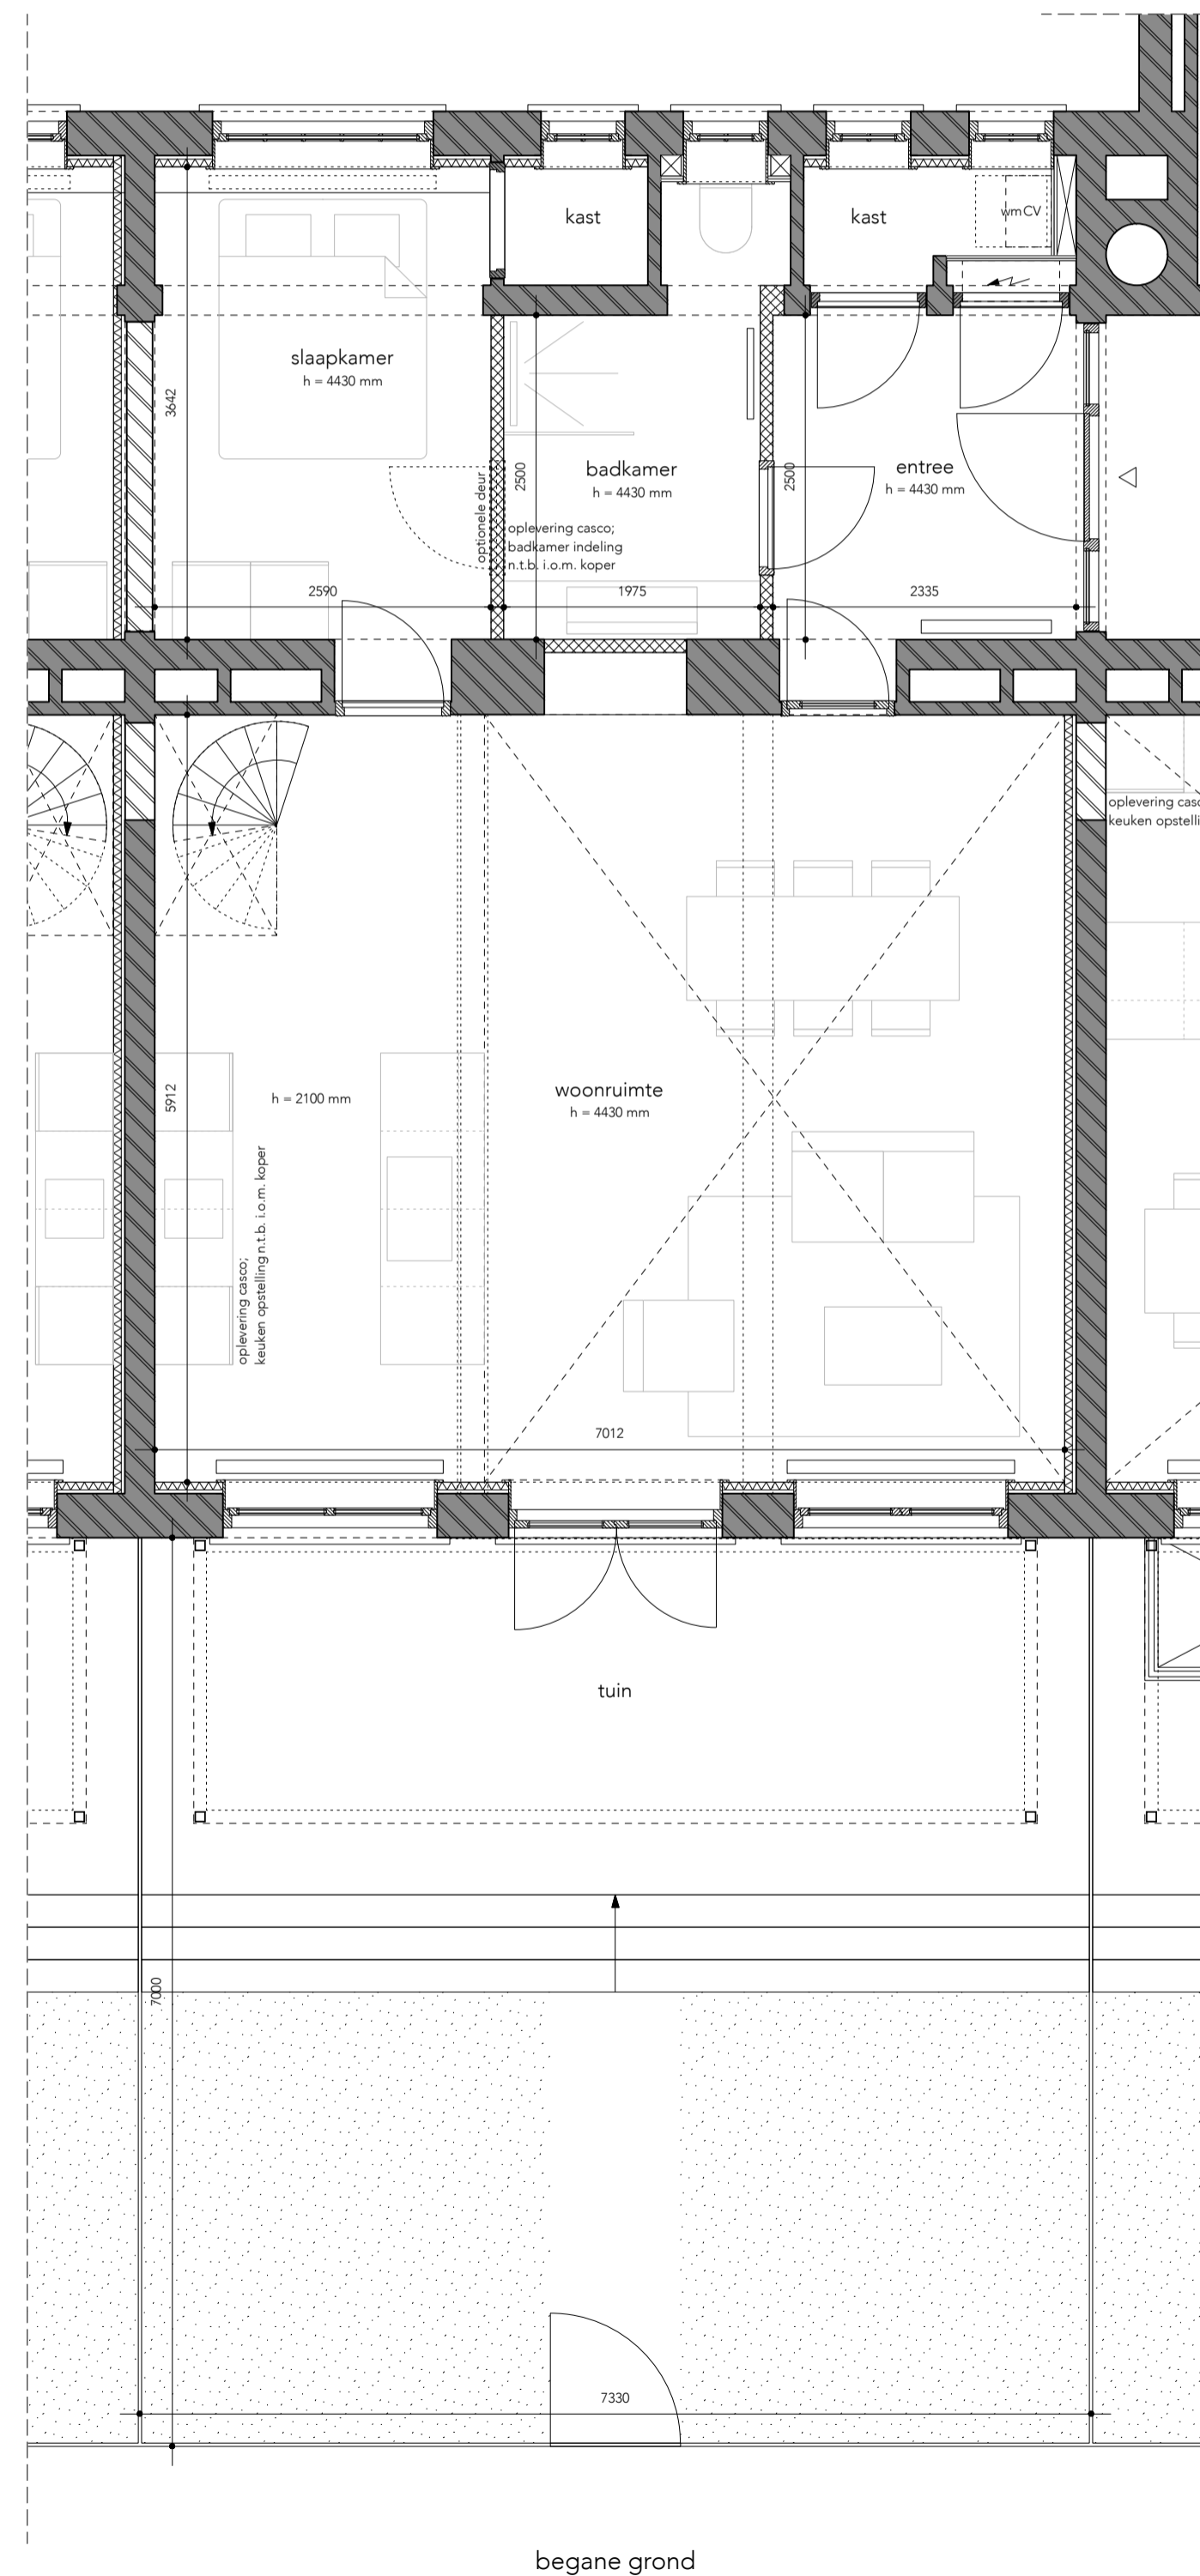 kast
kast
wmCV
slaapkamer
h = 4430 mm
3642
badkamer
h = 4430 mm
2500
optionele deur
oplevering casco;
badkamer indeling
n.t.b. i.o.m. koper
entree
h = 4430 mm
2500
2590
1975
2335
oplevering casc
keuken opstelli
5912
h = 2100 mm
woonruimte
h = 4430 mm
oplevering casco;
keuken opstelling n.t.b. i.o.m. koper
7012
tuin
7000
7330
begane grond